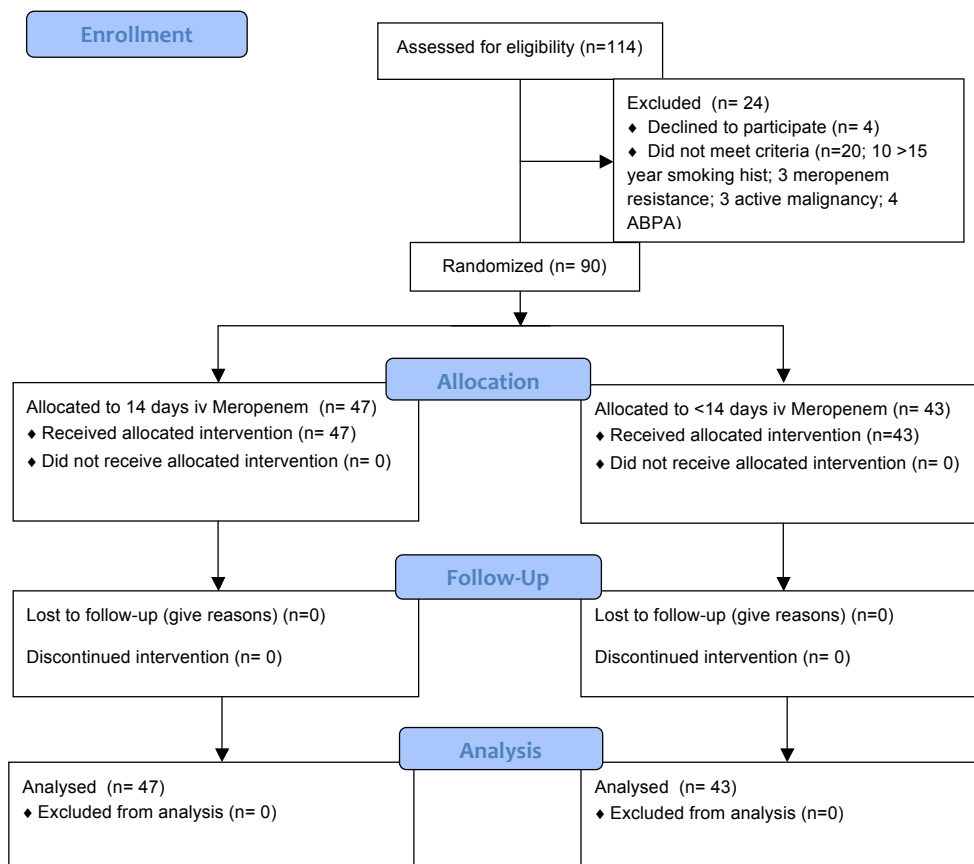 Enrollment
Assessed for eligibility (n=114)
Excluded (n= 24)
♦ Declined to participate (n= 4)
♦ Did not meet criteria (n=20; 10 >15
year smoking hist; 3 meropenem
resistance; 3 active malignancy; 4
ABPA)
Randomized (n= 90)
Allocation
Allocated to 14 days iv Meropenem (n= 47)
♦ Received allocated intervention (n= 47)
♦ Did not receive allocated intervention (n= 0)
Allocated to <14 days iv Meropenem (n= 43)
♦ Received allocated intervention (n=43)
♦ Did not receive allocated intervention (n= 0)
Follow-Up
Lost to follow-up (give reasons) (n=0)
Discontinued intervention (n= 0)
Lost to follow-up (give reasons) (n=0)
Discontinued intervention (n= 0)
Analysis
Analysed (n= 47)
♦ Excluded from analysis (n= 0)
Analysed (n= 43)
♦ Excluded from analysis (n=0)